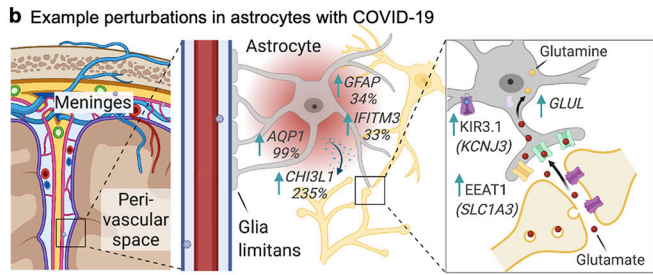 b Example perturbations in astrocytes with COVID-19
Meninges
Peri-
vascular
space
Astrocyte
GFAP
34%
IFITM3
33%
AQP1
99%
CHI3L1
235%
Glia
limitans
Glutamine
GLUL
KIR3.1
(KCNJ3)
EEAT1
(SLC1A3)
Glutamate